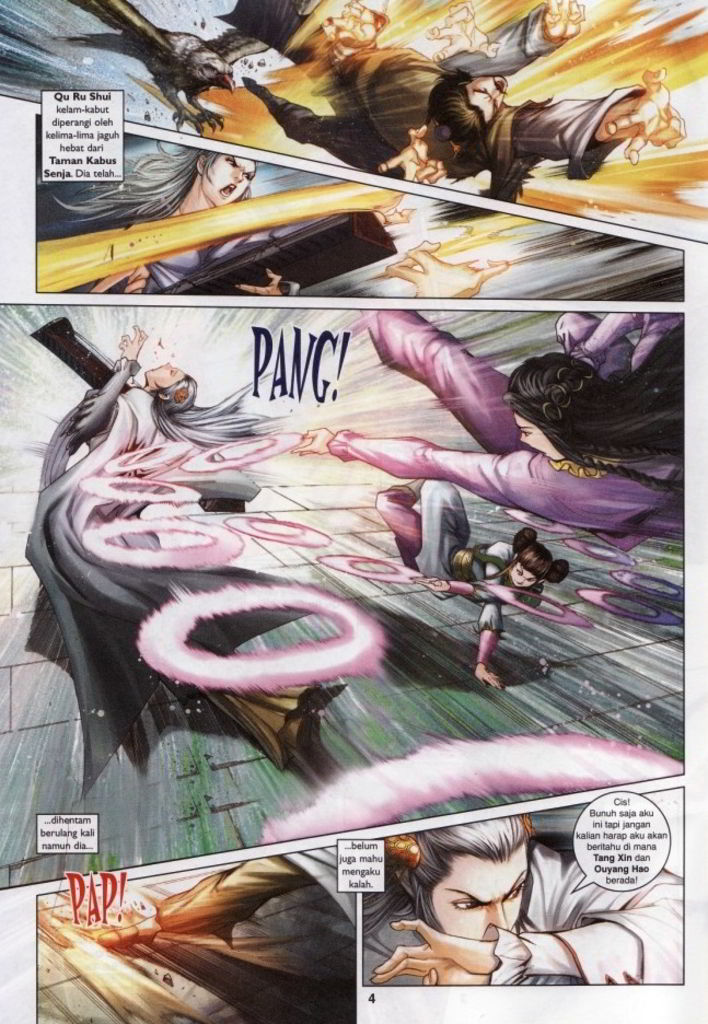 Qu Ru Shui
kelam-kabut
diperangi oleh
kelima-lima jaguh
hebat dari
Taman Kabus
Senja. Dia telah...
PANG!
...dihentam
berulang kali
namun dia...
PAP!
...belum
juga mahu
mengaku
kalah.
Cis!
Bunuh saja aku
ini tapi jangan
kalian harap aku akan
beritahu di mana
Tang Xin dan
Ouyang Hao
berada!
4